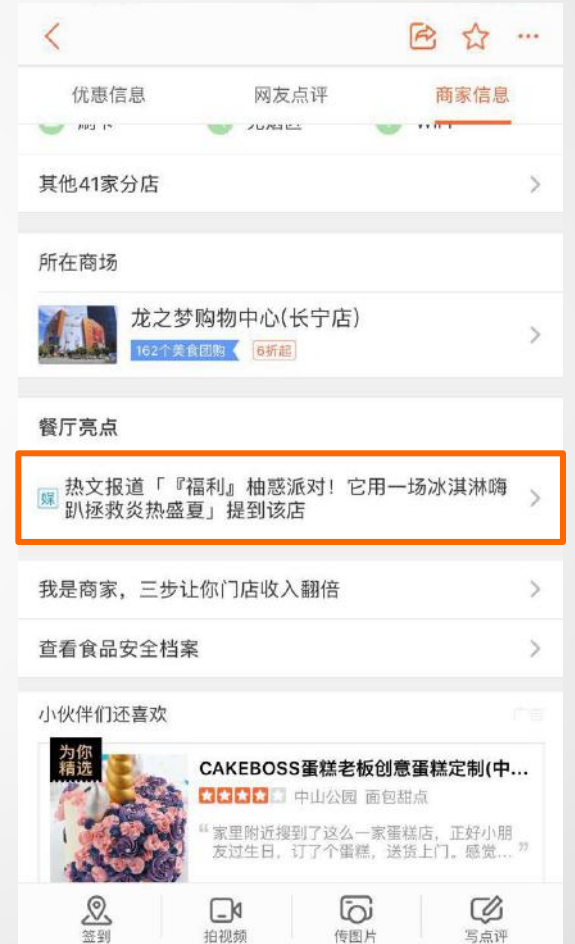 优惠信息
网友点评
商家信息
刷卡
无烟区
WiFi
其他41家分店
所在商场
龙之梦购物中心(长宁店)
162个美食团购
6折起
餐厅亮点
媒
热文报道「『福利』柚惑派对！它用一场冰淇淋嗨
趴拯救炎热盛夏」提到该店
我是商家，三步让你门店收入翻倍
查看食品安全档案
小伙伴们还喜欢
广告
为你
精选
CAKEBOSS蛋糕老板创意蛋糕定制(中...
中山公园 面包甜点
“家里附近搜到了这么一家蛋糕店，正好小朋
友过生日，订了个蛋糕，送货上门。感觉...”
签到
拍视频
传图片
写点评